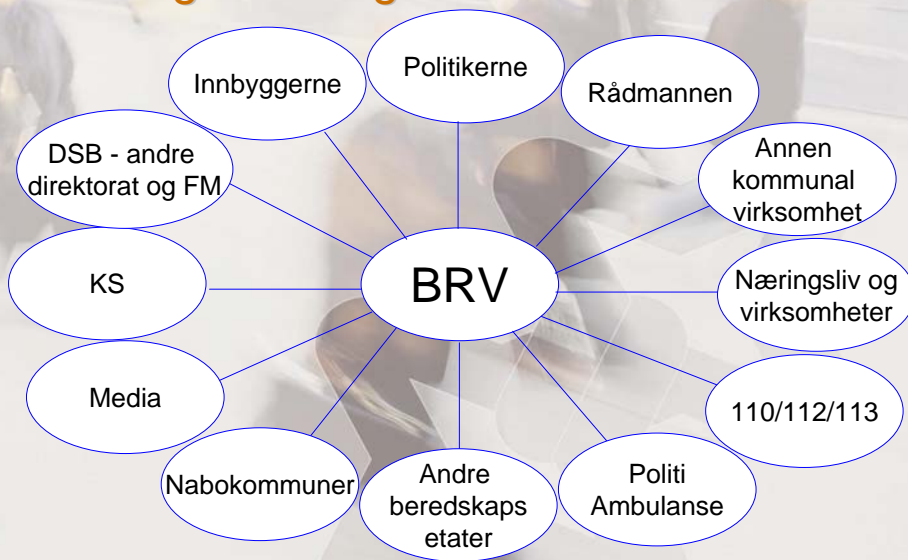 Innbyggerne
Politikerne
Rådmannen
DSB - andre
direktorat og FM
Annen
kommunal
virksomhet
KS
BRV
Næringsliv og
virksomheter
Media
110/112/113
Nabokommuner
Andre
beredskaps
etater
Politi
Ambulanse